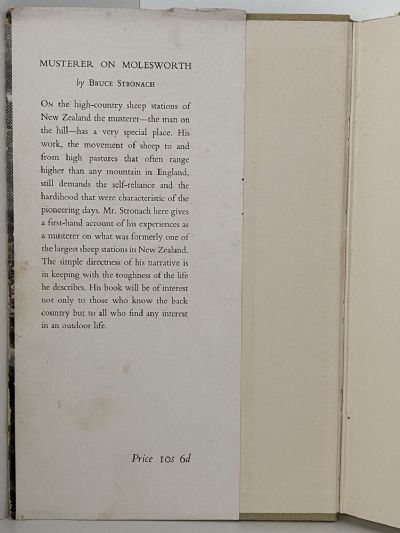 MUSTERER ON MOLESWORTH
by BRUCE STRONACH
ON the high-country sheep stations of
New Zealand the musterer—the man on
the hill—has a very special place. His
work, the movement of sheep to and
from high pastures that often range
higher than any mountain in England,
still demands the self-reliance and the
hardihood that were characteristic of the
pioneering days. Mr. Stronach here gives
a first-hand account of his experiences as
a musterer on what was formerly one of
the largest sheep stations in New Zealand.
The simple directness of his narrative is
in keeping with the toughness of the life
he describes. His book will be of interest
not only to those who know the back
country but to all who find any interest
in an outdoor life.
Price 10s 6d